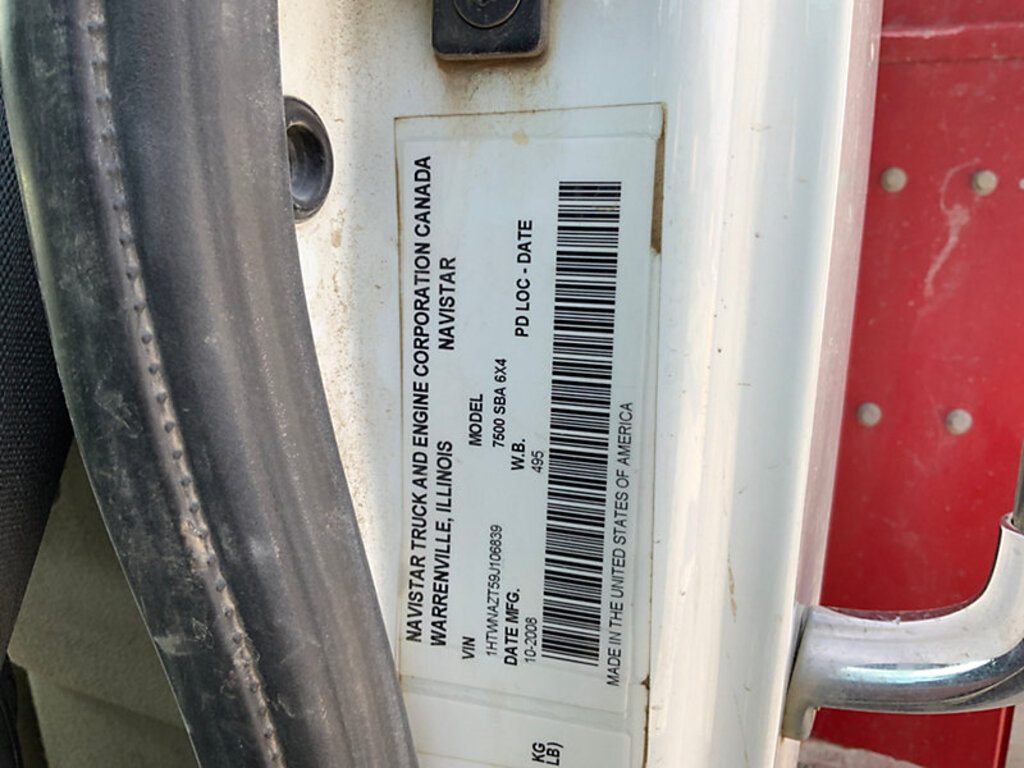 NAVISTAR TRUCK AND ENGINE CORPORATION CANADA
WARRENVILLE, ILLINOIS NAVISTAR
VIN MODEL
1HTWNAZT59J106839 7500 SBA 6X4
DATE MFG. W.B. PD LOC - DATE
10-2008 495
MADE IN THE UNITED STATES OF AMERICA
KG
LB)